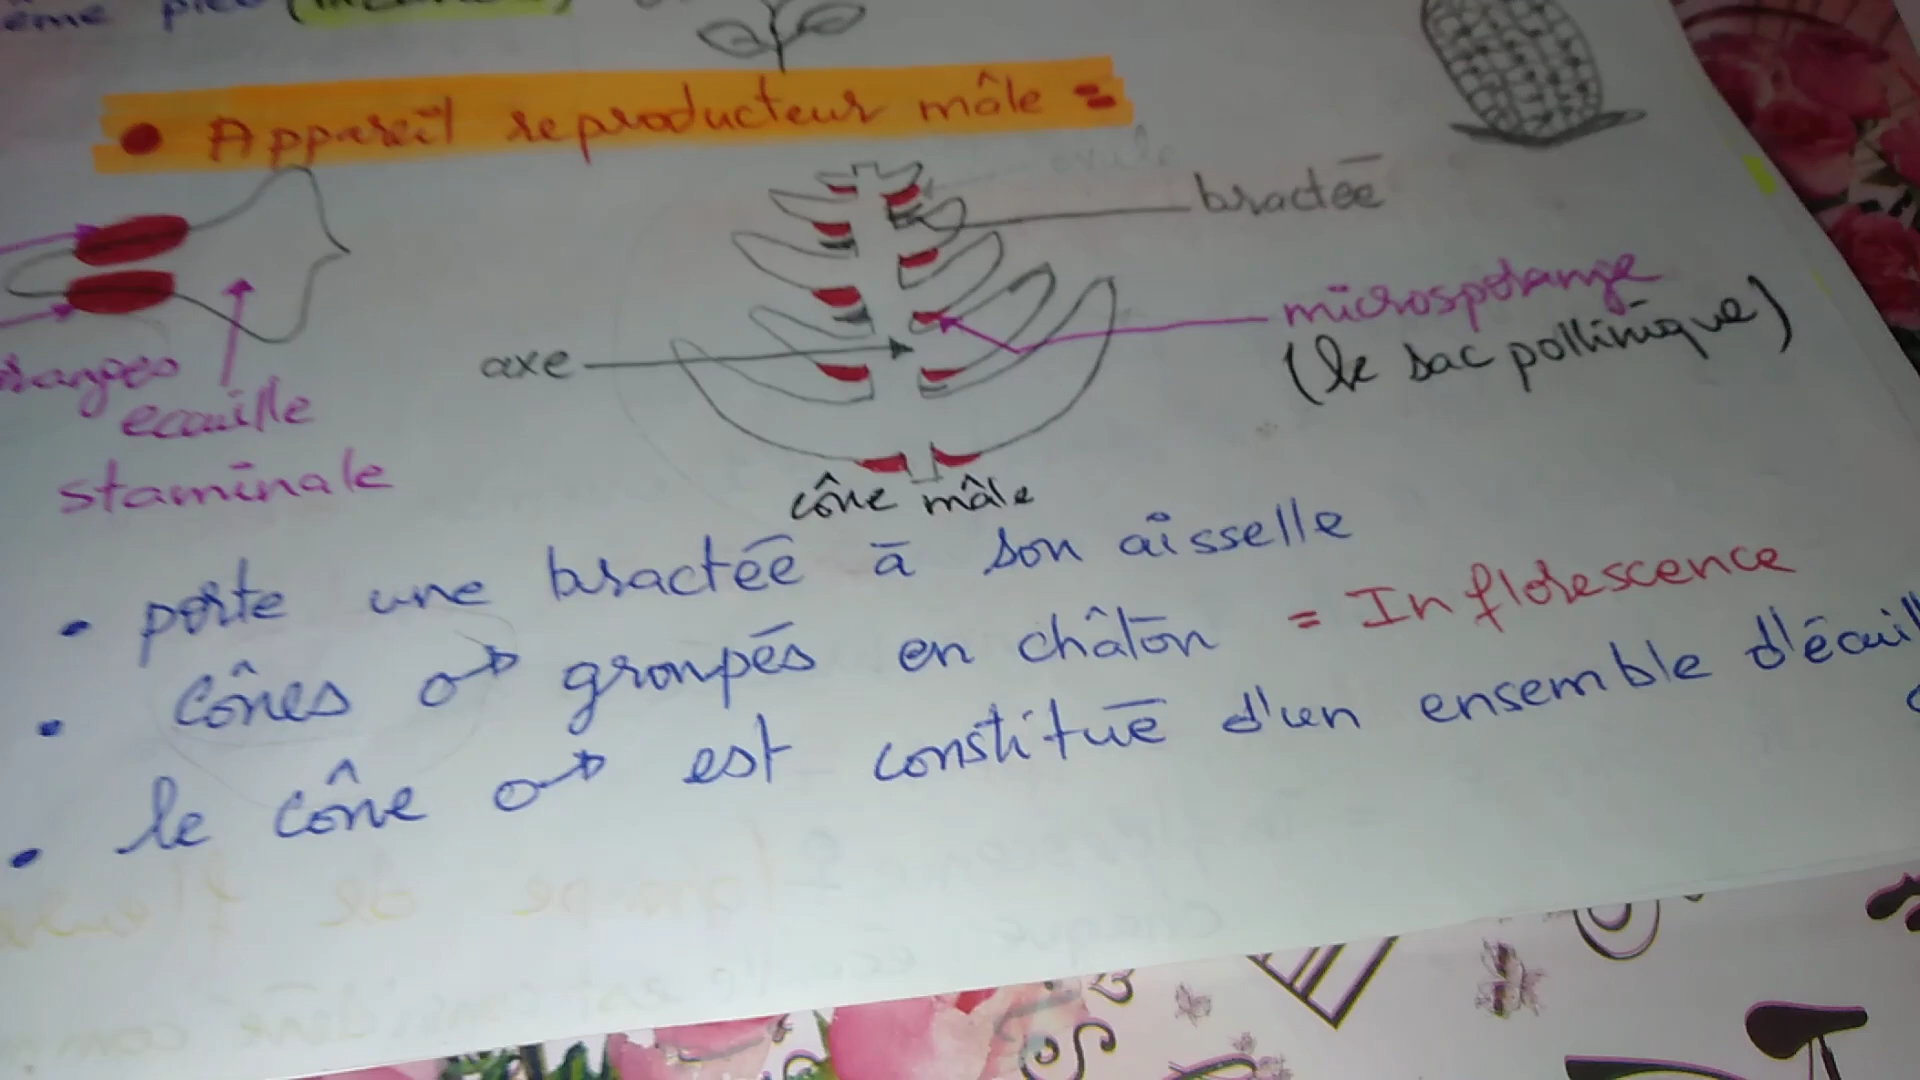 • Appareil reproducteur mâle =
bractée
microsporange
(le sac pollinique)
axe
écaille
staminale
cône mâle
• porte une bractée à son aisselle
• cônes ♂ groupés en châton = Inflorescence
• le cône ♂ est constitué d'un ensemble